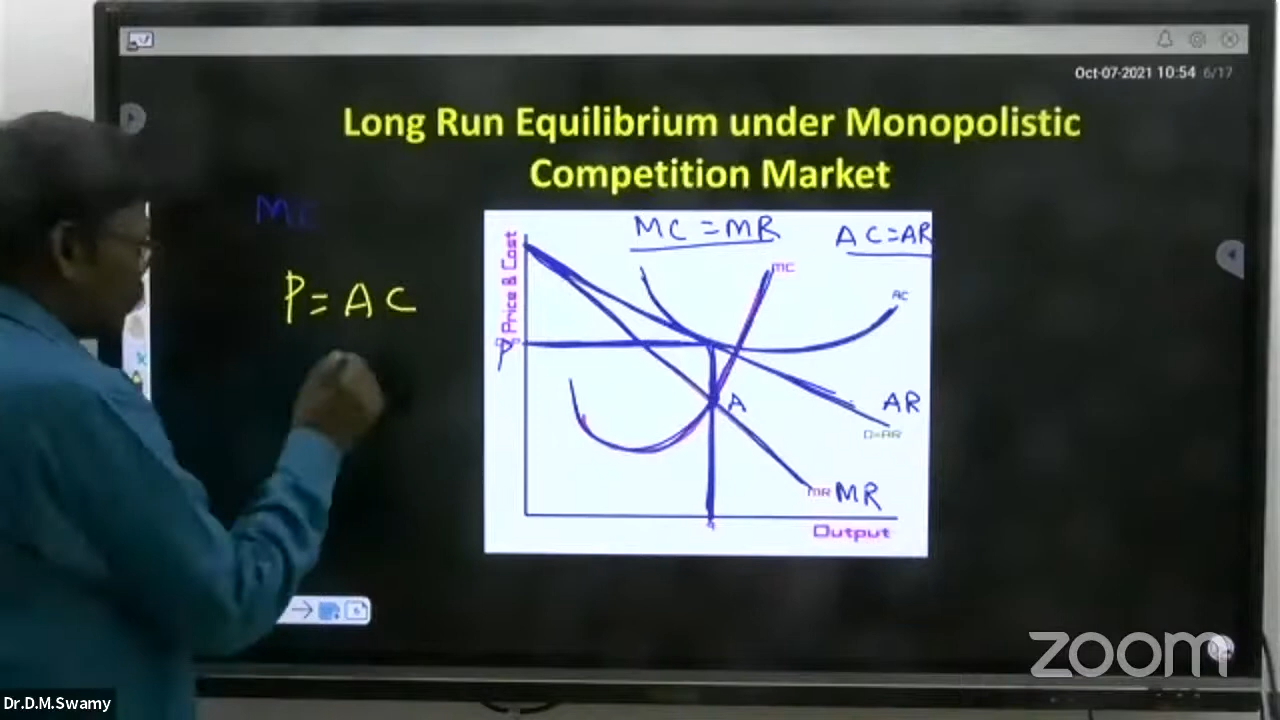 Oct-07-2021 10:54 6/17
Long Run Equilibrium under Monopolistic
Competition Market
MC
P = AC
MC = MR
AC = AR
Price & Cost
MC
AC
P
A
AR
D=AR
MR MR
Output
zoom
Dr.D.M.Swamy